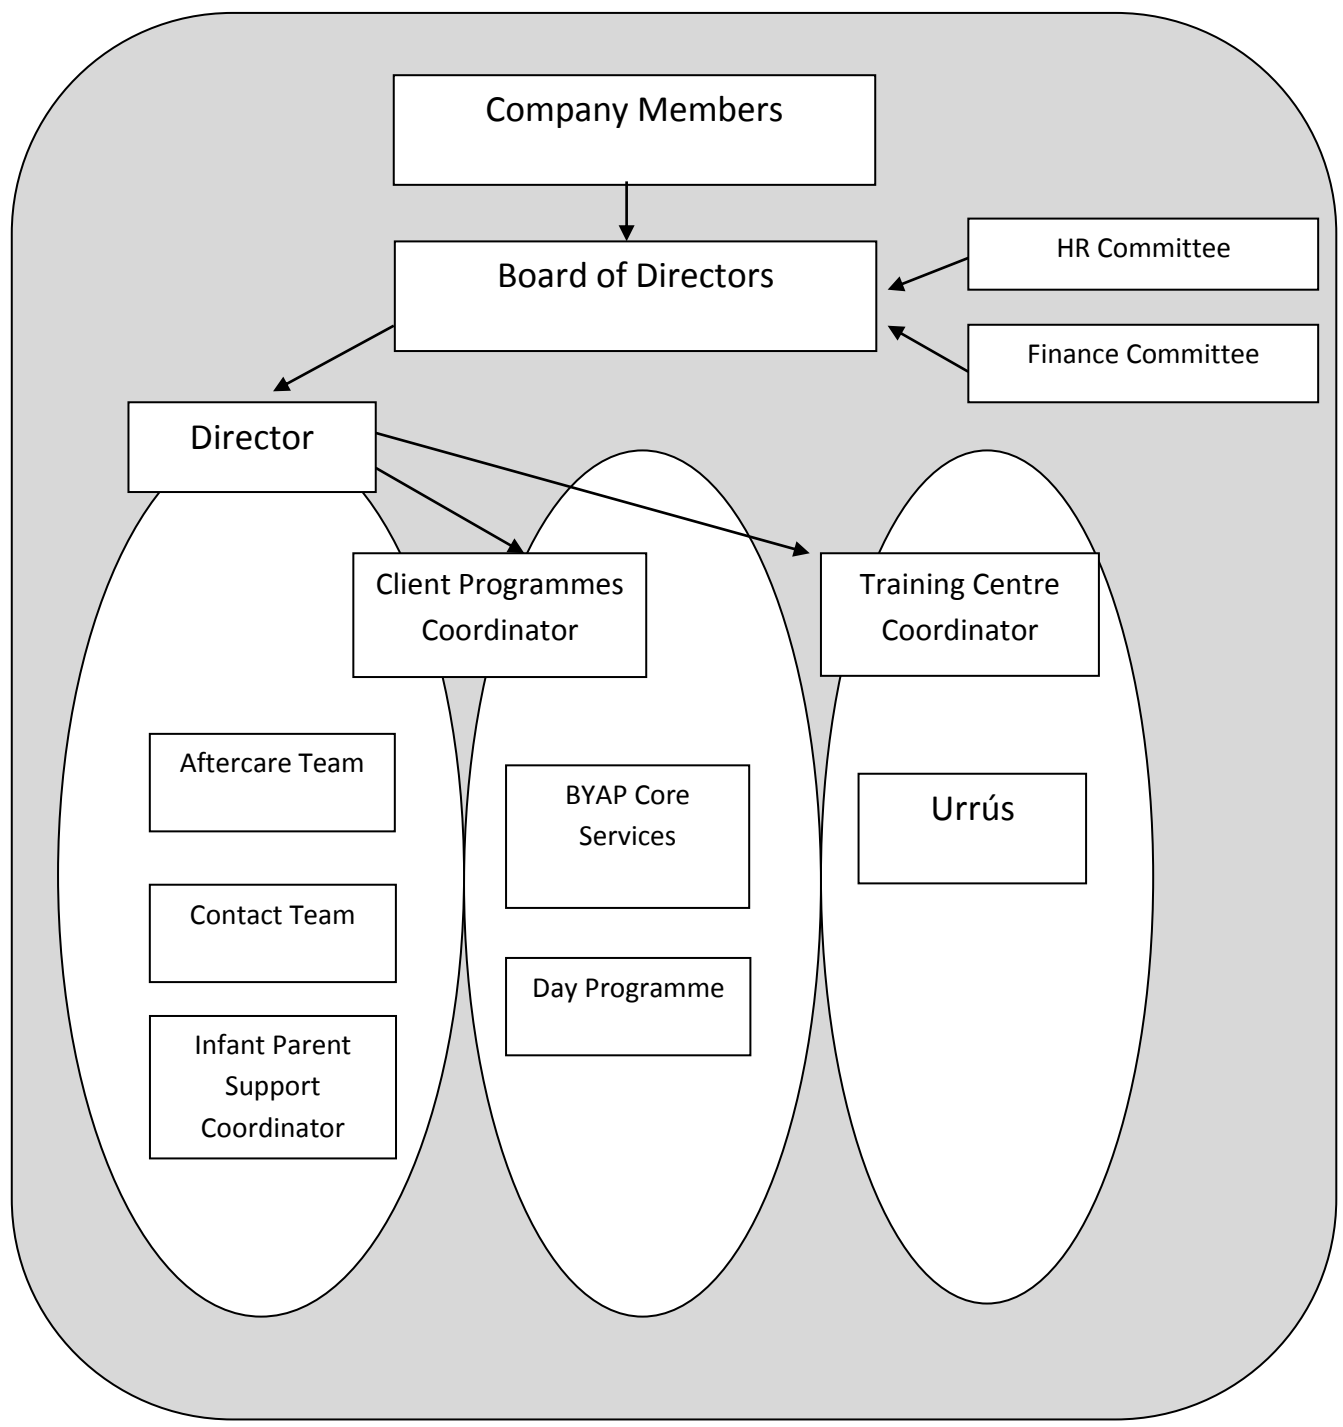 Company Members
Board of Directors
HR Committee
Finance Committee
Director
Client Programmes
Coordinator
Training Centre
Coordinator
Aftercare Team
Contact Team
Infant Parent
Support
Coordinator
BYAP Core
Services
Day Programme
Urrús